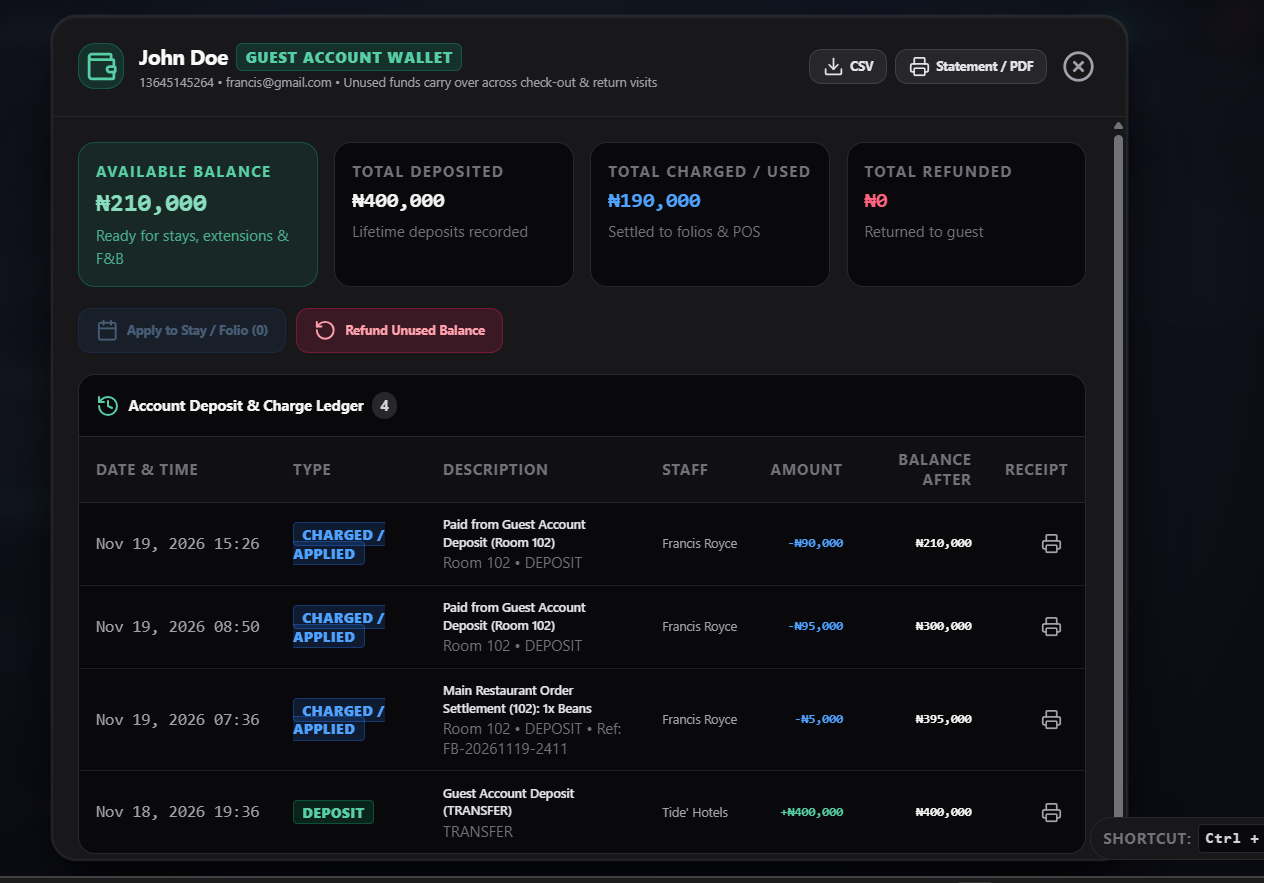 John Doe GUEST ACCOUNT WALLET
13645145264 • francis@gmail.com • Unused funds carry over across check-out & return visits
CSV
Statement / PDF
AVAILABLE BALANCE
₦210,000
Ready for stays, extensions &
F&B
TOTAL DEPOSITED
₦400,000
Lifetime deposits recorded
TOTAL CHARGED / USED
₦190,000
Settled to folios & POS
TOTAL REFUNDED
₦0
Returned to guest
Apply to Stay / Folio (0)
Refund Unused Balance
Account Deposit & Charge Ledger 4
DATE & TIME
TYPE
DESCRIPTION
STAFF
AMOUNT
BALANCE
AFTER
RECEIPT
Nov 19, 2026 15:26
CHARGED /
APPLIED
Paid from Guest Account
Deposit (Room 102)
Room 102 • DEPOSIT
Francis Royce
-₦90,000
₦210,000
Nov 19, 2026 08:50
CHARGED /
APPLIED
Paid from Guest Account
Deposit (Room 102)
Room 102 • DEPOSIT
Francis Royce
-₦95,000
₦300,000
Nov 19, 2026 07:36
CHARGED /
APPLIED
Main Restaurant Order
Settlement (102): 1x Beans
Room 102 • DEPOSIT • Ref:
FB-20261119-2411
Francis Royce
-₦5,000
₦395,000
Nov 18, 2026 19:36
DEPOSIT
Guest Account Deposit
(TRANSFER)
TRANSFER
Tide' Hotels
+₦400,000
₦400,000
SHORTCUT: Ctrl +